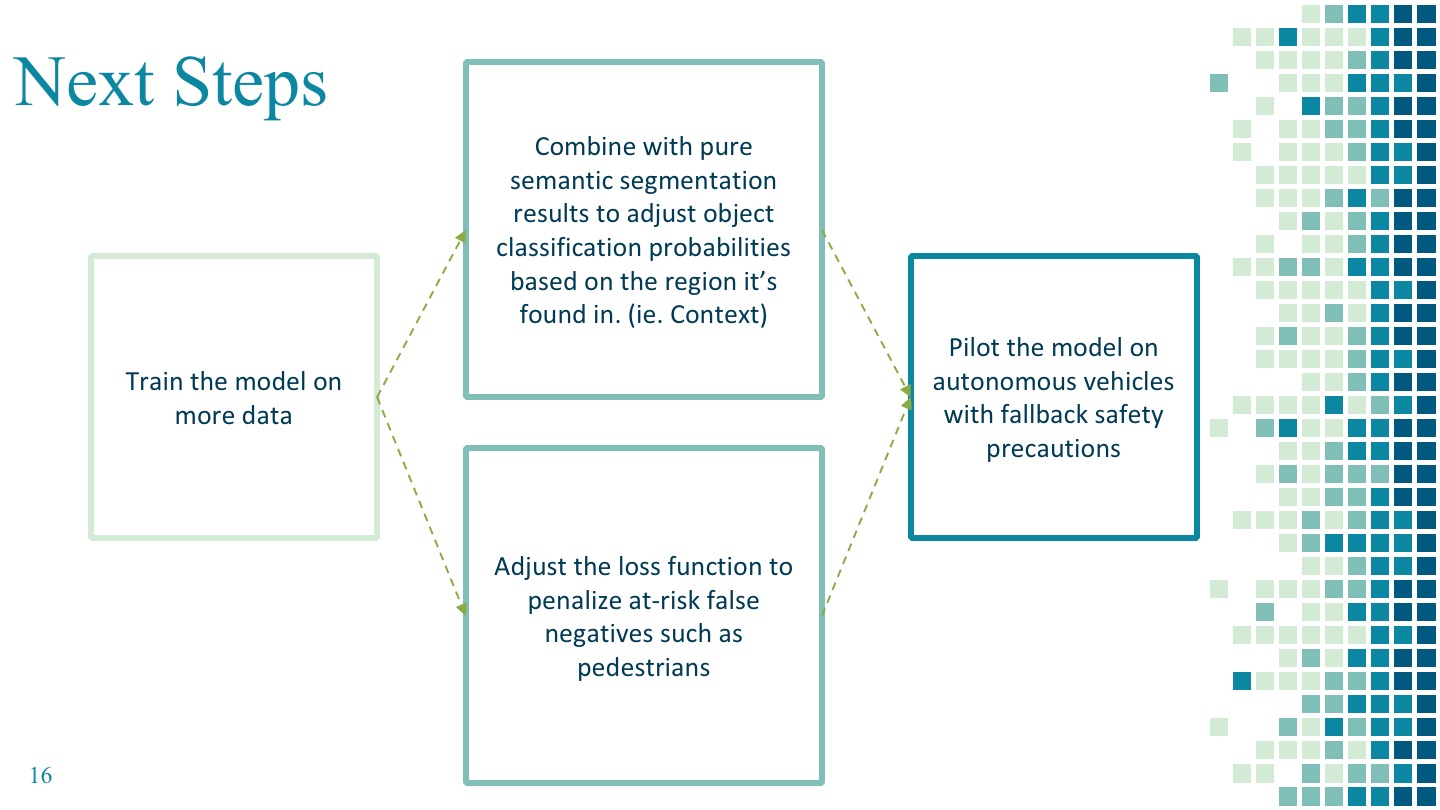 Next Steps
Train the model on
more data
Combine with pure
semantic segmentation
results to adjust object
classification probabilities
based on the region it’s
found in. (ie. Context)
Adjust the loss function to
penalize at-risk false
negatives such as
pedestrians
Pilot the model on
autonomous vehicles
with fallback safety
precautions
16